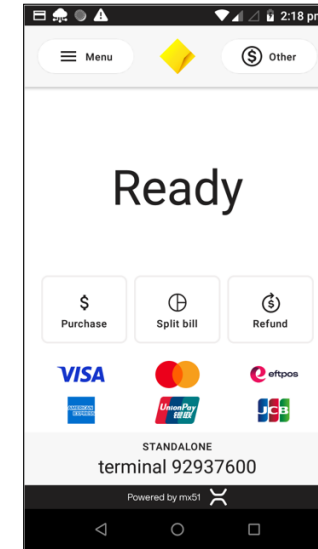 2:18 pm
Menu
Other
Ready
Purchase
Split bill
Refund
VISA
eftpos
AMERICAN EXPRESS
UnionPay
银联
JCB
STANDALONE
terminal 92937600
Powered by mx51